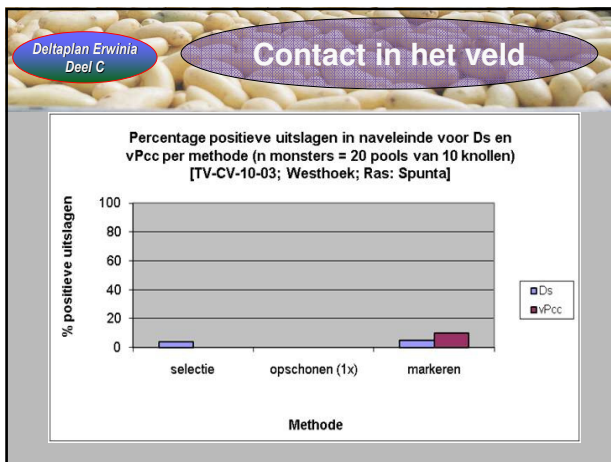 Deltaplan Erwinia
Deel C
Contact in het veld
Percentage positieve uitslagen in naveleinde voor Ds en
vPcc per methode (n monsters = 20 pools van 10 knollen)
[TV-CV-10-03; Westhoek; Ras: Spunta]
% positieve uitslagen
100
80
60
40
20
0
selectie
opschonen (1x)
markeren
Methode
Ds
vPcc